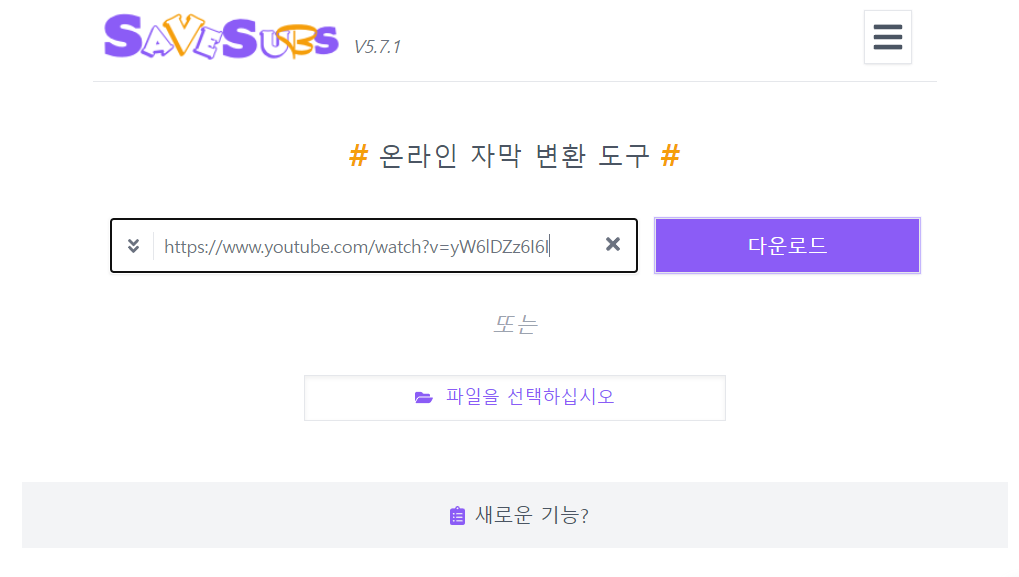 SAVESUBS V5.7.1
# 온라인 자막 변환 도구 #
https://www.youtube.com/watch?v=yW6lDZz6I6I
다운로드
또는
파일을 선택하십시오
새로운 기능?